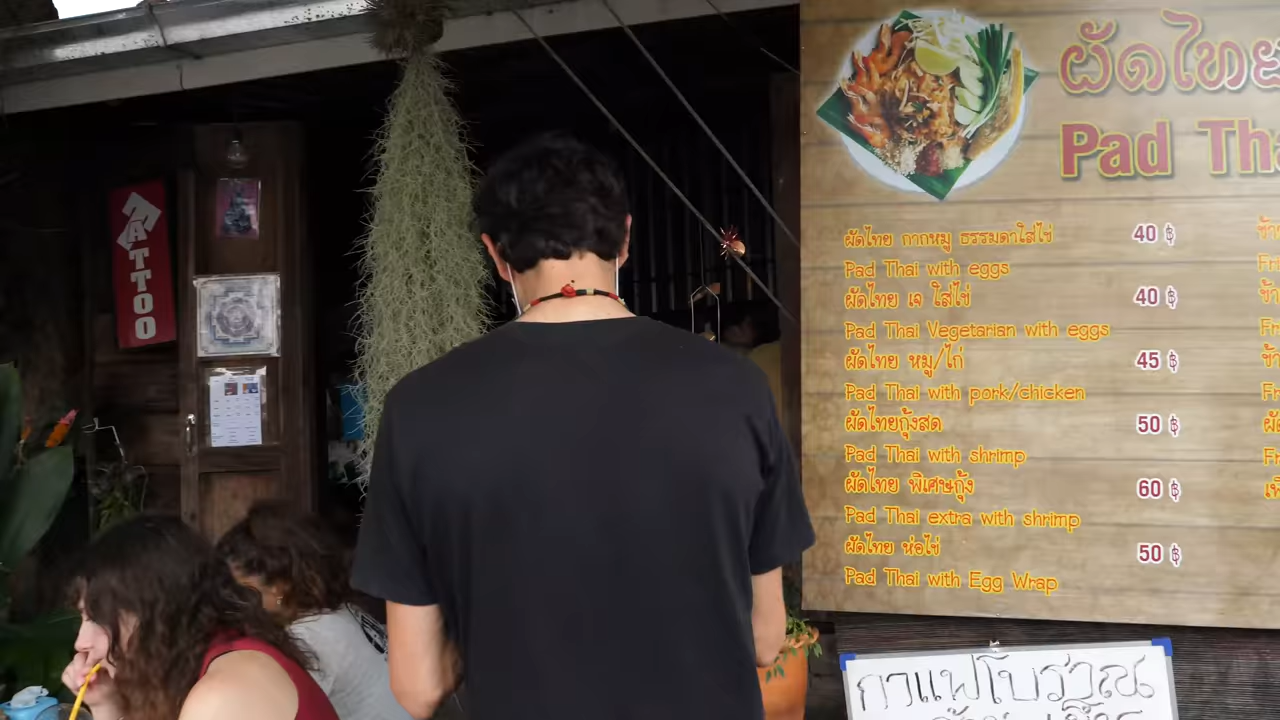 TATTOO
ผัดไทย
Pad Tha
ผัดไทย กากหมู ธรรมดาใส่ไข่ 40 ฿
Pad Thai with eggs
ผัดไทย เจ ใส่ไข่ 40 ฿
Pad Thai Vegetarian with eggs
ผัดไทย หมู/ไก่ 45 ฿
Pad Thai with pork/chicken
ผัดไทยกุ้งสด 50 ฿
Pad Thai with shrimp
ผัดไทย พิเศษกุ้ง 60 ฿
Pad Thai extra with shrimp
ผัดไทย ห่อไข่ 50 ฿
Pad Thai with Egg Wrap
กาแฟโบราณ